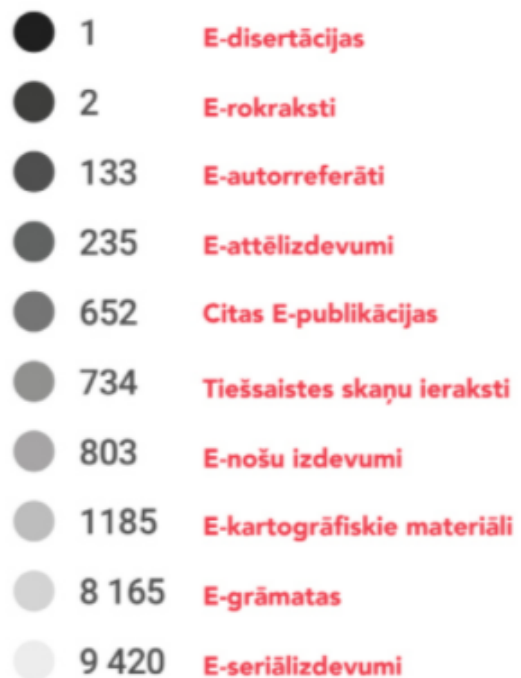 1 E-disertācijas
2 E-rokraksti
133 E-autorreferāti
235 E-attēlizdevumi
652 Citas E-publikācijas
734 Tiešsaistes skaņu ieraksti
803 E-nošu izdevumi
1185 E-kartogrāfiskie materiāli
8 165 E-grāmatas
9 420 E-seriālizdevumi